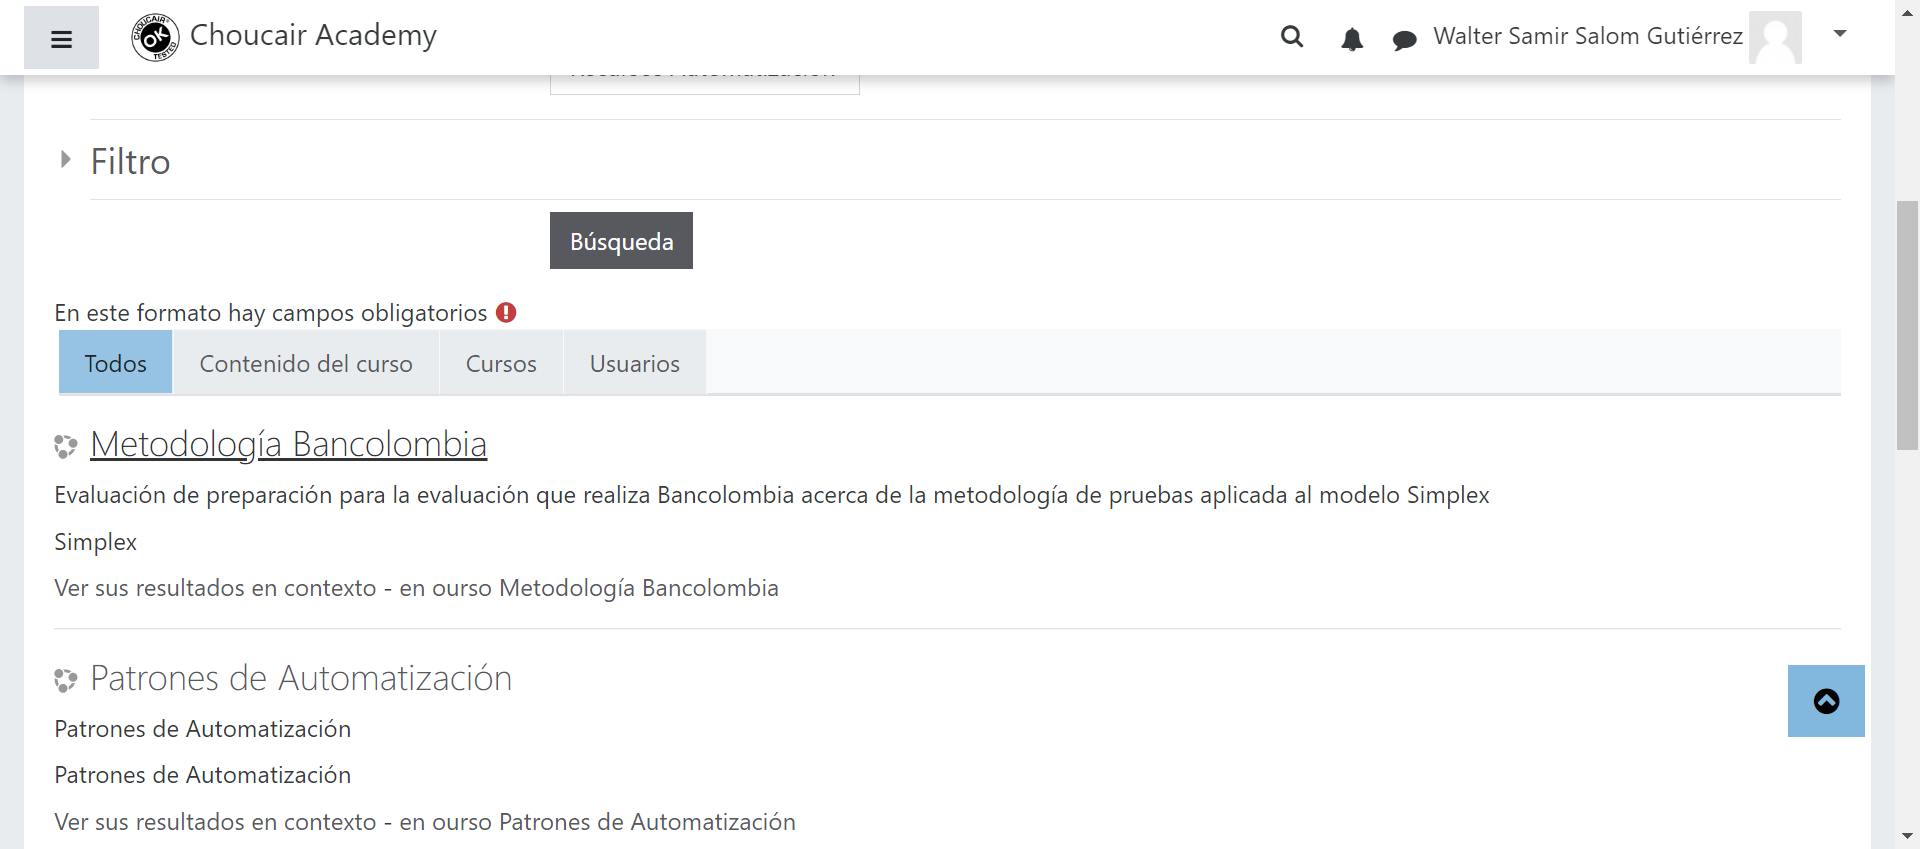 Choucair Academy
Walter Samir Salom Gutiérrez
Filtro
Búsqueda
En este formato hay campos obligatorios
Todos
Contenido del curso
Cursos
Usuarios
Metodología Bancolombia
Evaluación de preparación para la evaluación que realiza Bancolombia acerca de la metodología de pruebas aplicada al modelo Simplex
Simplex
Ver sus resultados en contexto - en ourso Metodología Bancolombia
Patrones de Automatización
Patrones de Automatización
Patrones de Automatización
Ver sus resultados en contexto - en ourso Patrones de Automatización